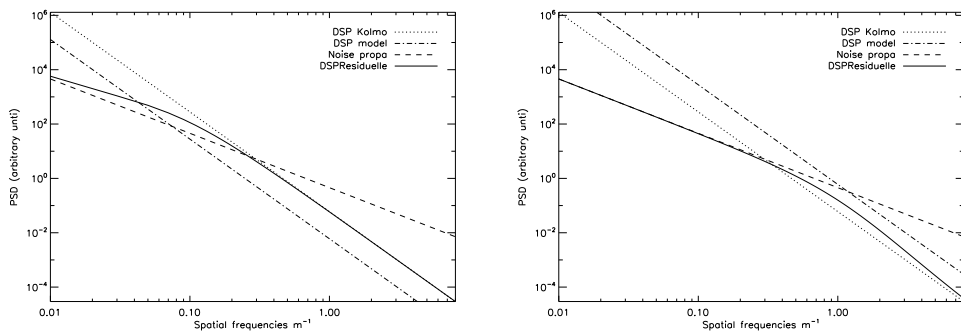 10^6
10^4
10^2
10^0
10^-2
10^-4
PSD (arbitrary unti)
DSP Kolmo
DSP model
Noise propa
DSPResiduelle
0.01 0.10 1.00
Spatial frequencies m^-1
10^6
10^4
10^2
10^0
10^-2
10^-4
PSD (arbitrary unti)
DSP Kolmo
DSP model
Noise propa
DSPResiduelle
0.01 0.10 1.00
Spatial frequencies m^-1